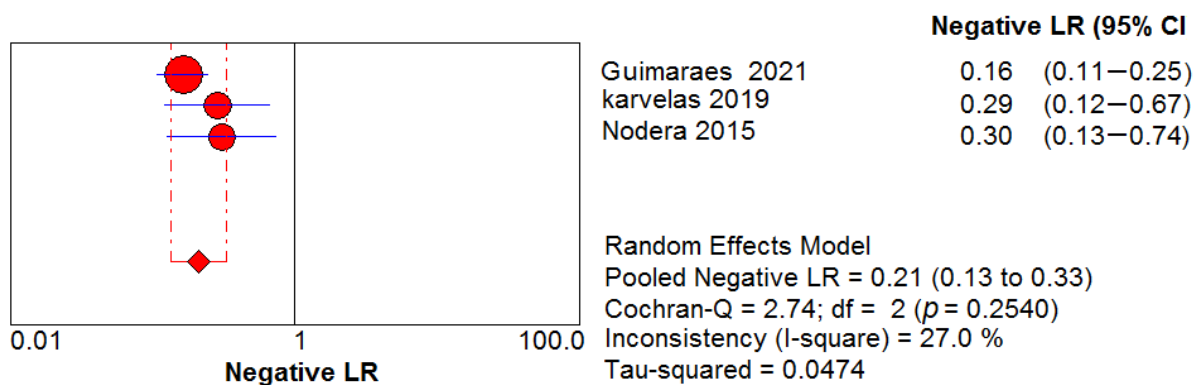 Negative LR (95% CI
Guimaraes 2021 0.16 (0.11—0.25)
karvelas 2019 0.29 (0.12—0.67)
Nodera 2015 0.30 (0.13—0.74)
Random Effects Model
Pooled Negative LR = 0.21 (0.13 to 0.33)
Cochran-Q = 2.74; df = 2 (p = 0.2540)
Inconsistency (I-square) = 27.0 %
Tau-squared = 0.0474
0.01 1 100.0
Negative LR